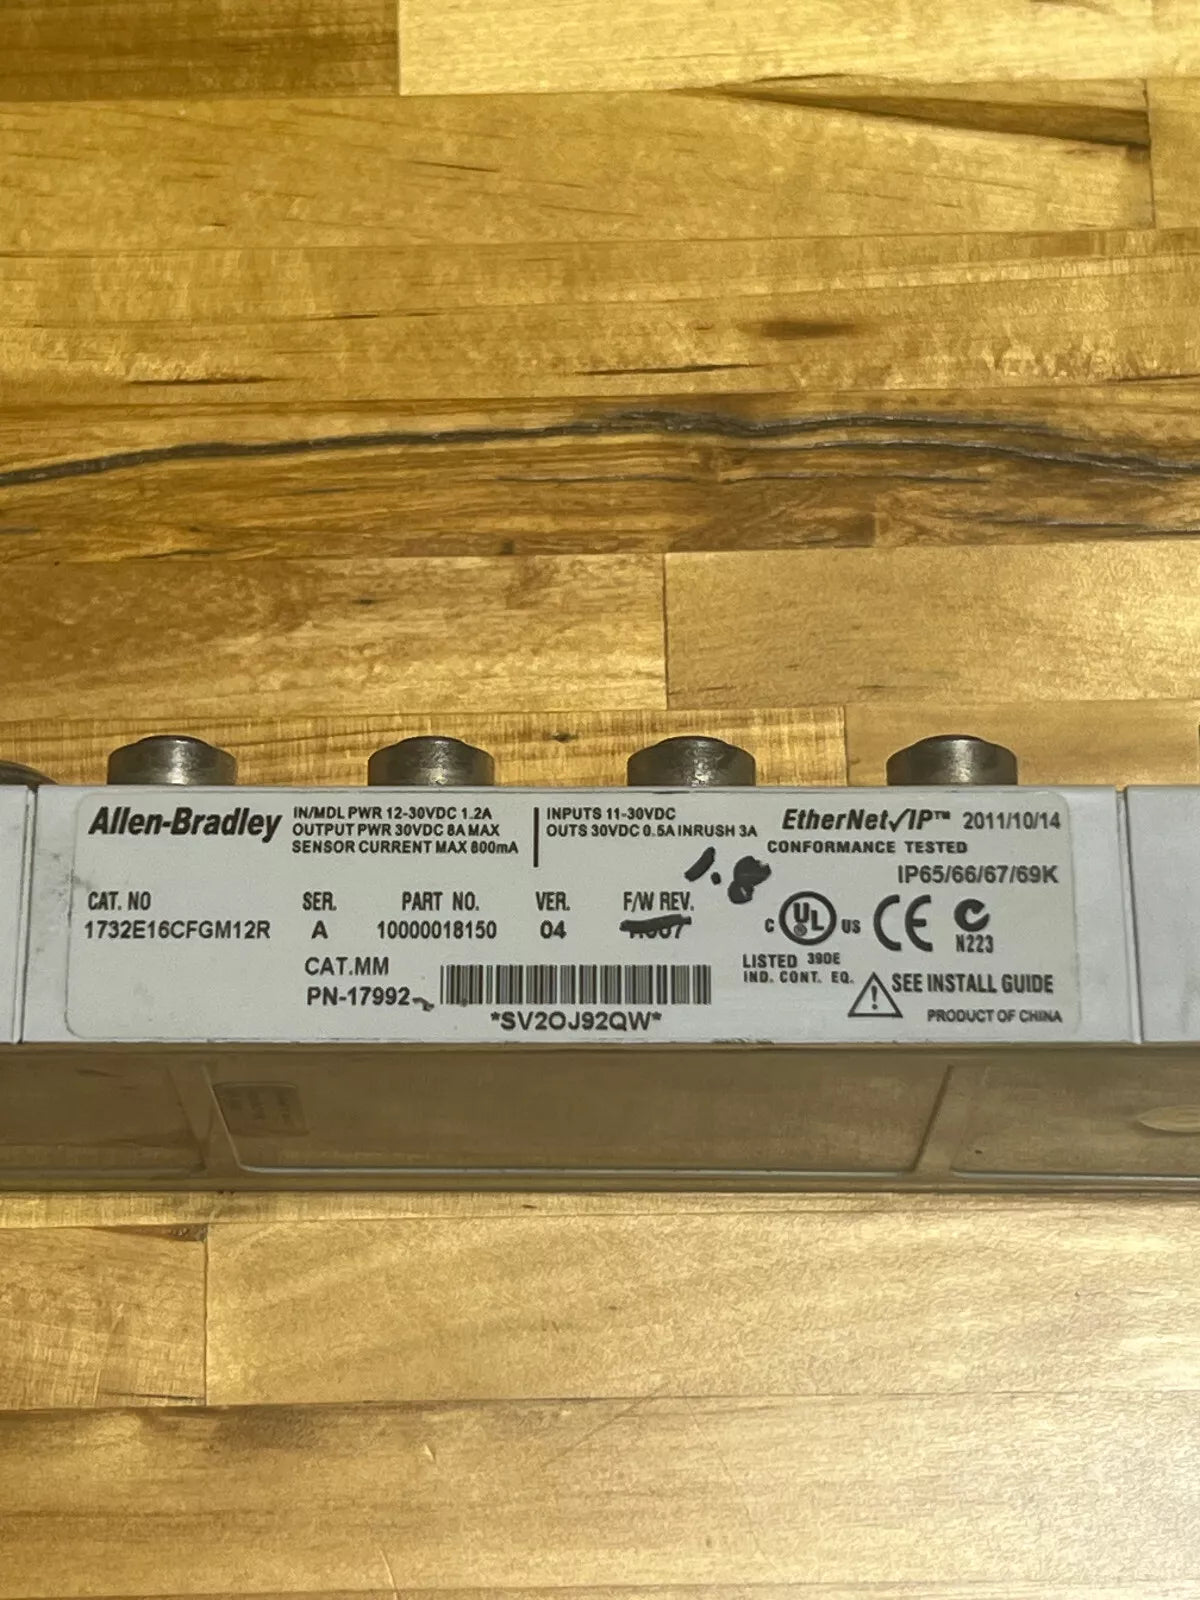 Allen-Bradley
IN/MDL PWR 12-30VDC 1.2A
OUTPUT PWR 30VDC 8A MAX
SENSOR CURRENT MAX 800mA
INPUTS 11-30VDC
OUTS 30VDC 0.5A INRUSH 3A
EtherNet/IP™ 2011/10/14
CONFORMANCE TESTED
1.8
IP65/66/67/69K
CAT. NO SER. PART NO. VER. F/W REV.
1732E16CFGM12R A 10000018150 04
C UL US CE
N223
LISTED 39DE
IND. CONT. EQ.
CAT.MM
PN-17992
*SV2OJ92QW*
SEE INSTALL GUIDE
PRODUCT OF CHINA